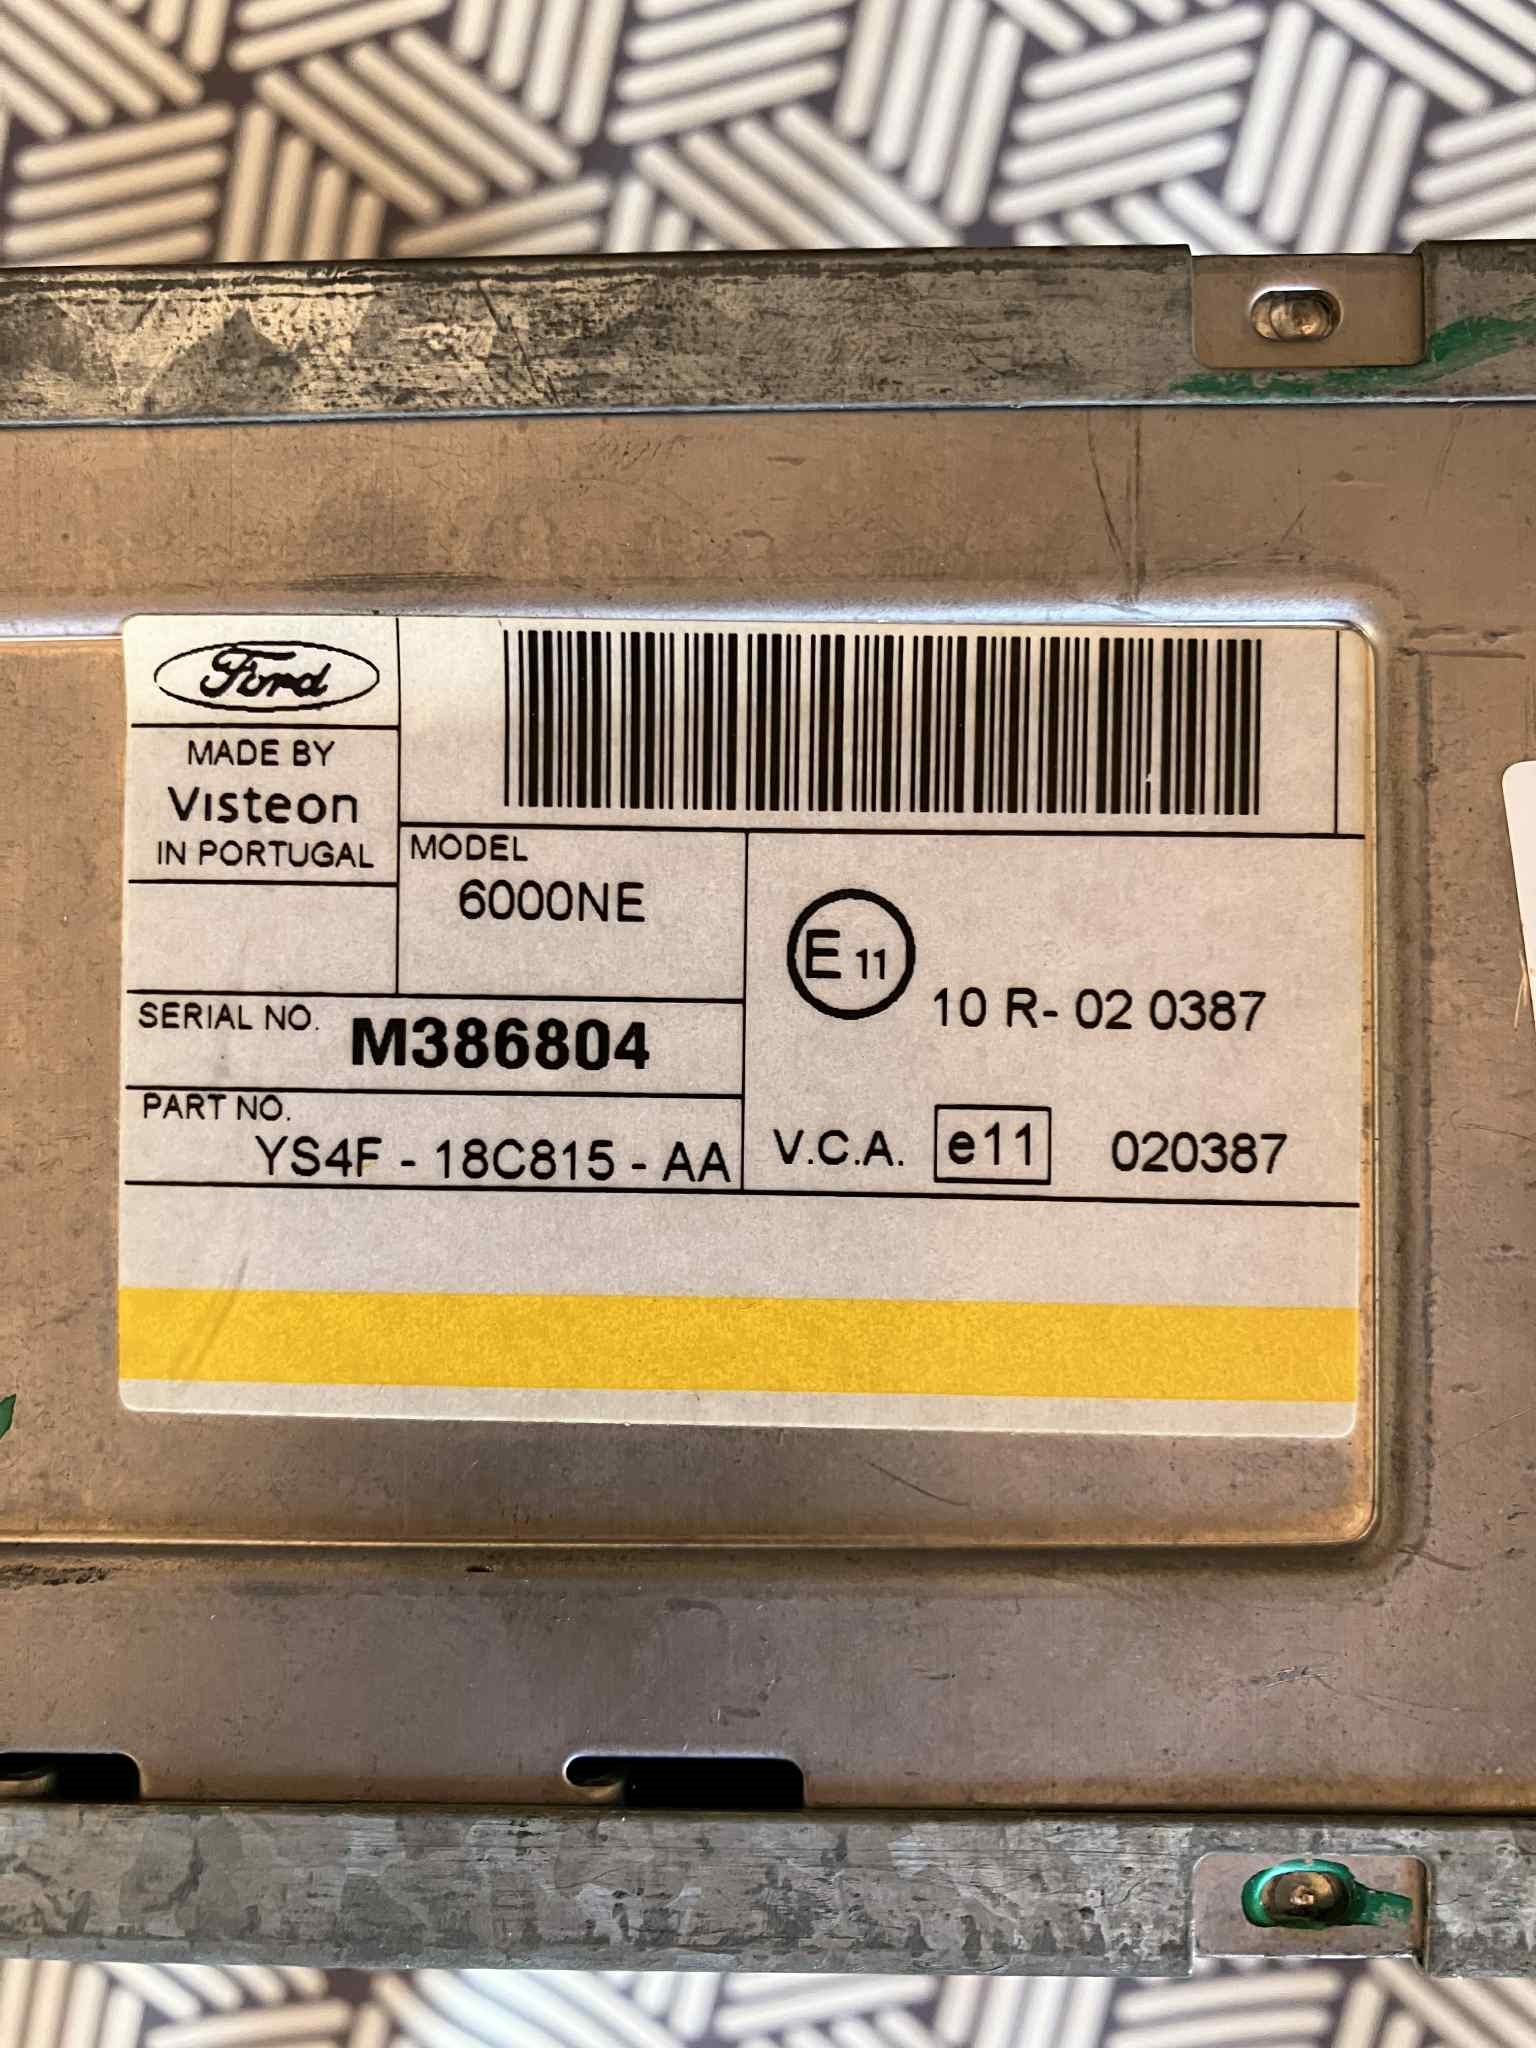 Ford
MADE BY
Visteon
IN PORTUGAL
MODEL
6000NE
SERIAL NO. M386804
PART NO.
YS4F - 18C815 - AA
E 11
10 R- 02 0387
V.C.A. e11 020387